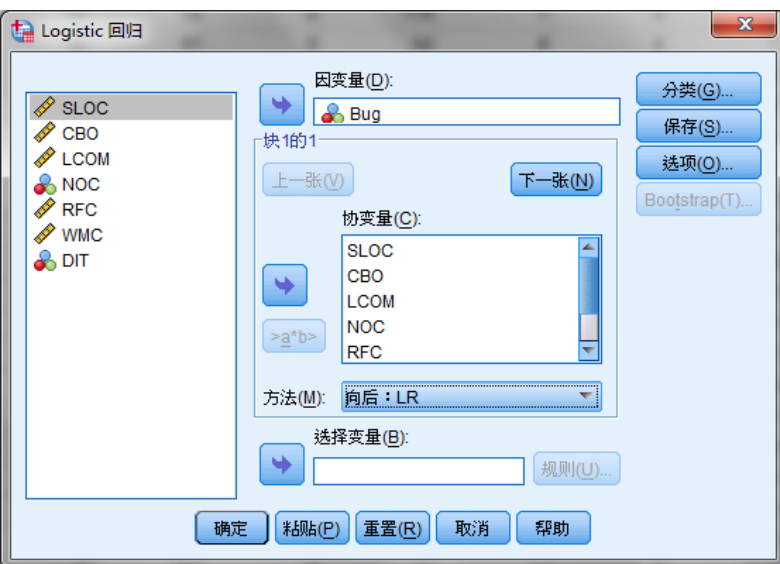 Logistic 回归
SLOC
CBO
LCOM
NOC
RFC
WMC
DIT
因变量(D):
Bug
块1的1
上一张(V)
下一张(N)
协变量(C):
SLOC
CBO
LCOM
NOC
RFC
>a*b>
方法(M):
向后：LR
选择变量(B):
规则(U)...
分类(G)...
保存(S)...
选项(O)...
Bootstrap(T)...
确定
粘贴(P)
重置(R)
取消
帮助